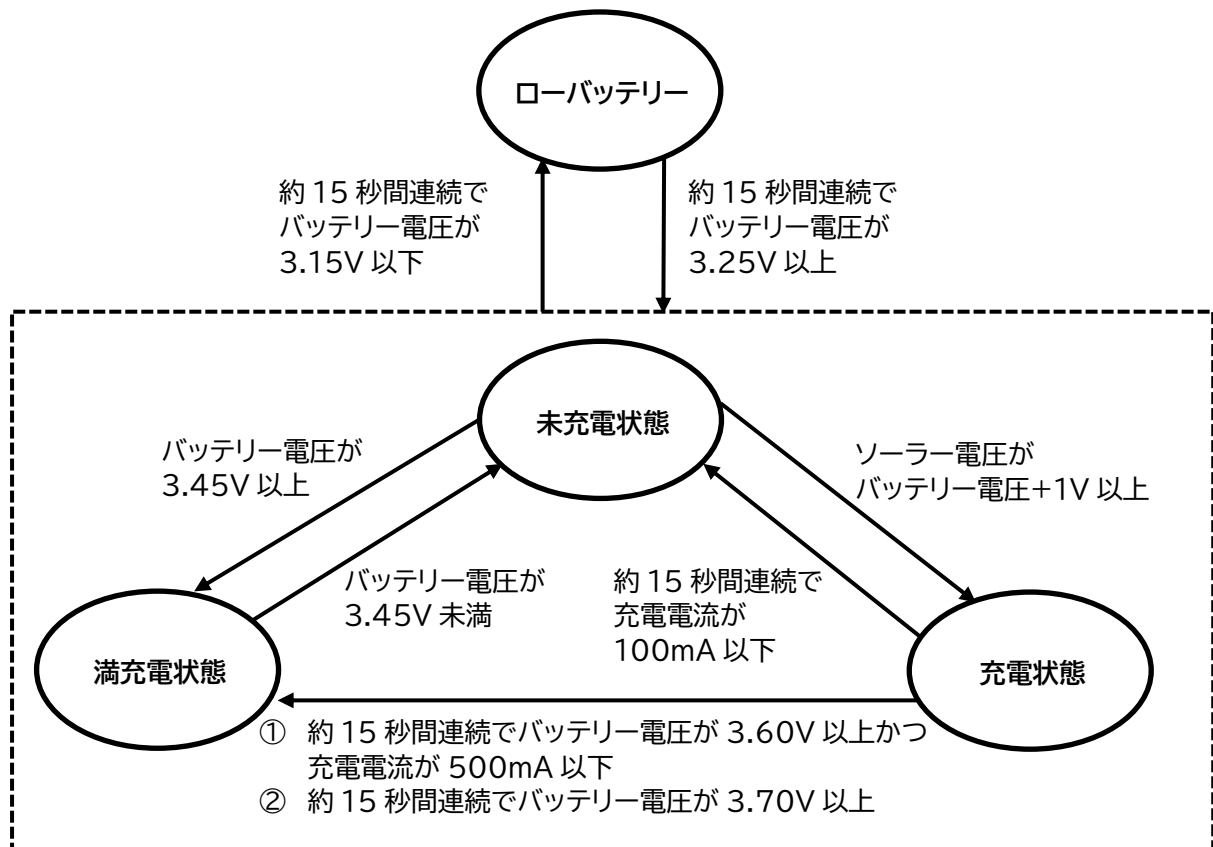 ローバッテリー
約 15 秒間連続で
バッテリー電圧が
3.15V 以下
約 15 秒間連続で
バッテリー電圧が
3.25V 以上
未充電状態
バッテリー電圧が
3.45V 以上
ソーラー電圧が
バッテリー電圧+1V 以上
バッテリー電圧が
3.45V 未満
約 15 秒間連続で
充電電流が
100mA 以下
満充電状態
充電状態
① 約 15 秒間連続でバッテリー電圧が 3.60V 以上かつ
充電電流が 500mA 以下
② 約 15 秒間連続でバッテリー電圧が 3.70V 以上